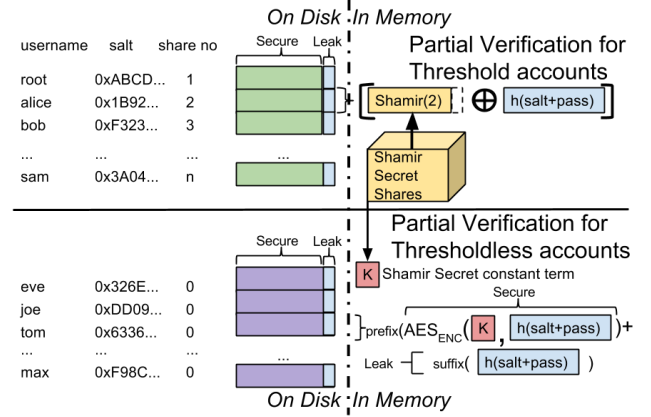 On Disk In Memory
username salt share no Secure Leak
Partial Verification for
Threshold accounts
root 0xABCD... 1
alice 0x1B92... 2
+ [ Shamir(2) ⊕ h(salt+pass) ]
bob 0xF323... 3
... ... ... ...
sam 0x3A04... n
Shamir
Secret
Shares
Partial Verification for
Thresholdless accounts
Secure Leak
K Shamir Secret constant term
eve 0x326E... 0
joe 0xDD09... 0
tom 0x6336... 0
Secure
prefix(AESENC(K , h(salt+pass) )+
... ... ... ...
Leak suffix( h(salt+pass) )
max 0xF98C... 0
On Disk In Memory